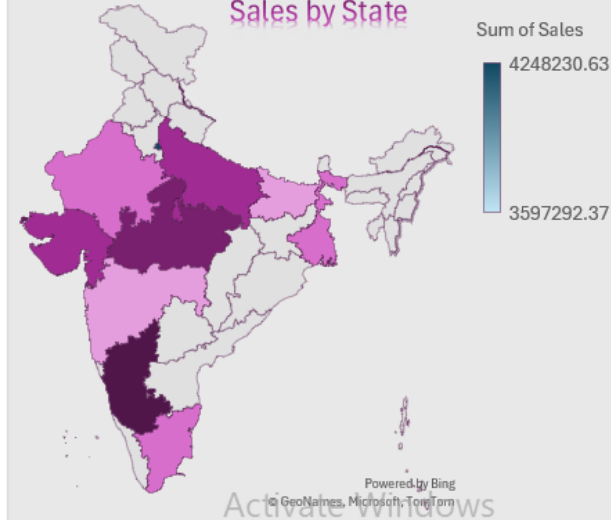 Sales by State
Sum of Sales
4248230.63
3597292.37
Powered by Bing
© GeoNames, Microsoft, TomTom
Activate Windows